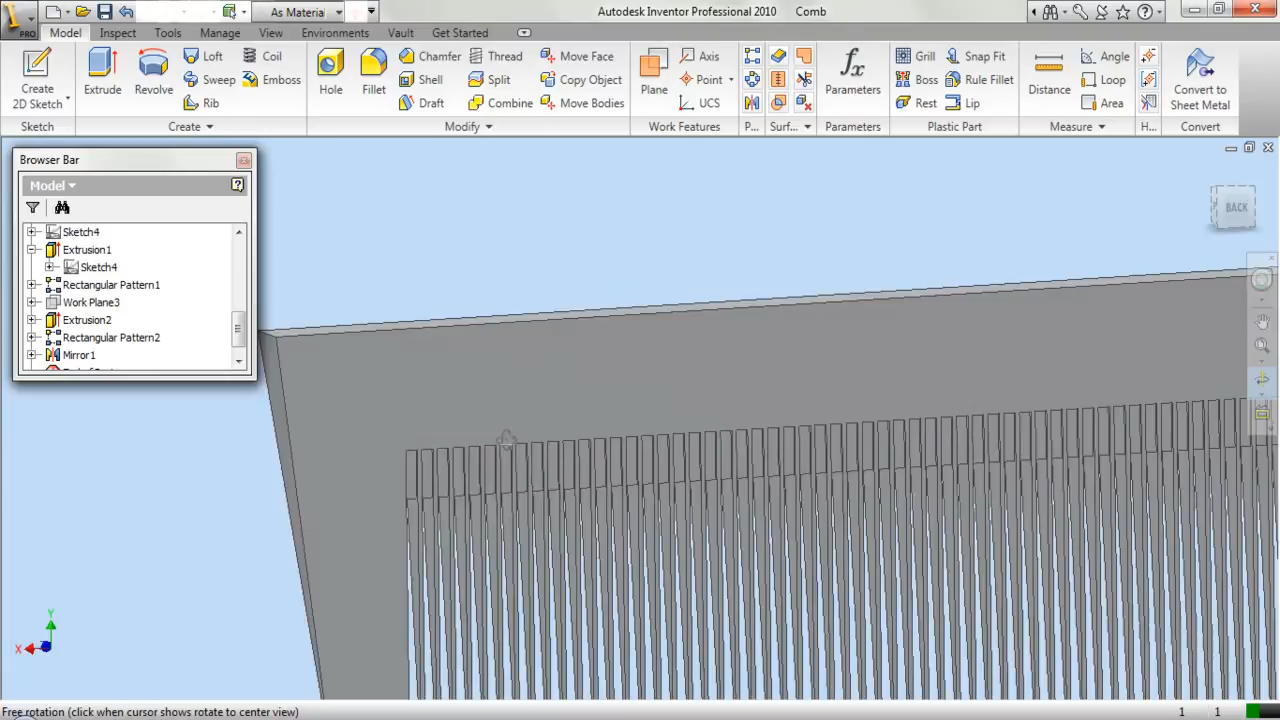 As Material
Autodesk Inventor Professional 2010 Comb
PRO
Model Inspect Tools Manage View Environments Vault Get Started
Create
2D Sketch
Extrude
Revolve
Loft
Sweep
Rib
Coil
Emboss
Hole
Fillet
Chamfer
Shell
Draft
Thread
Split
Combine
Move Face
Copy Object
Move Bodies
Plane
Axis
Point
UCS
fx
Parameters
Grill
Boss
Rest
Snap Fit
Rule Fillet
Lip
Distance
Angle
Loop
Area
Convert to
Sheet Metal
Sketch Create Modify Work Features P... Surf... Parameters Plastic Part Measure H... Convert
Browser Bar
Model
Sketch4
Extrusion1
Sketch4
Rectangular Pattern1
Work Plane3
Extrusion2
Rectangular Pattern2
Mirror1
BACK
Y
X
Free rotation (click when cursor shows rotate to center view) 1 1